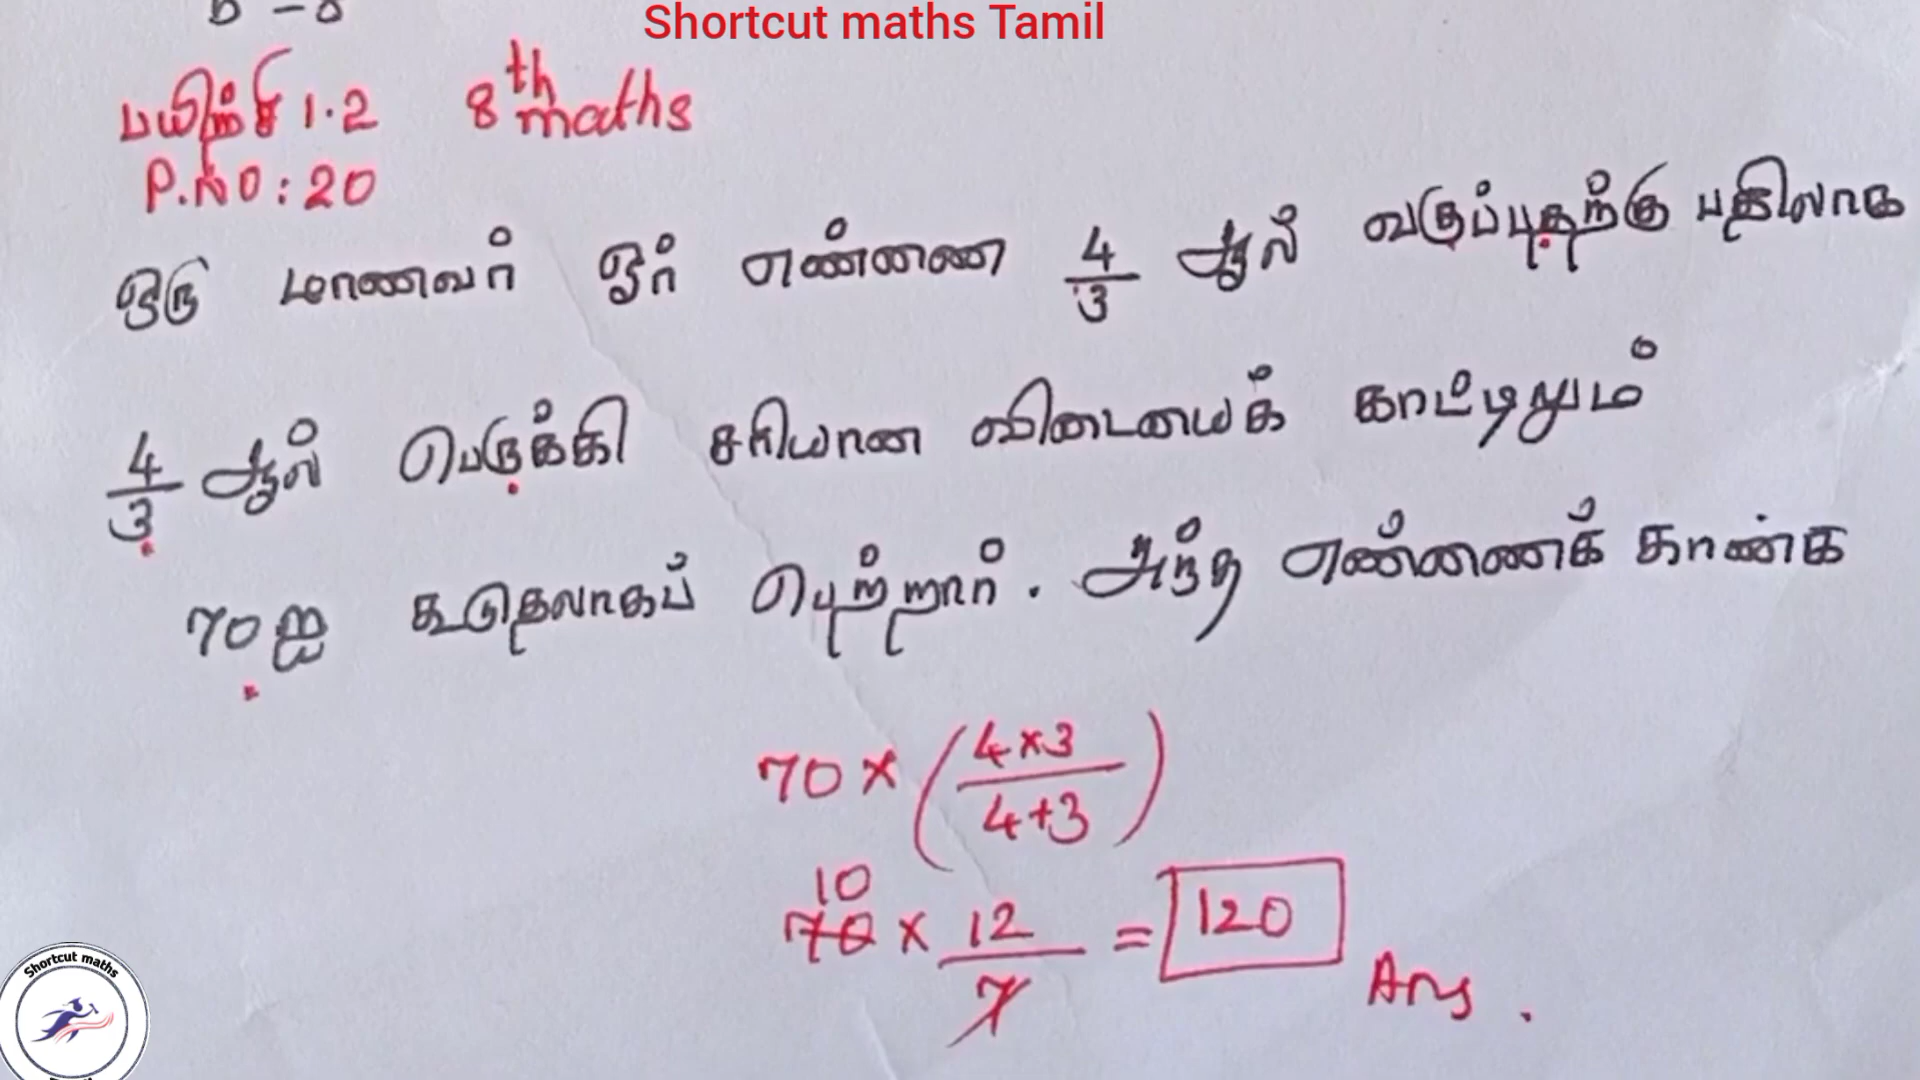 Shortcut maths Tamil
பயிற்சி 1.2 8th maths
P.No: 20
ஒரு மாணவர் ஓர் எண்ணை 4/3 ஆல் வகுப்பதற்கு பதிலாக
4/3 ஆல் பெருக்கி சரியான விடையைக் காட்டிலும்
70 ஐ கூடுதலாகப் பெற்றார். அந்த எண்ணைக் காண்க
70 × (4×3 / 4+3)
10
70 × 12/7 = 120
Ans.
Shortcut maths